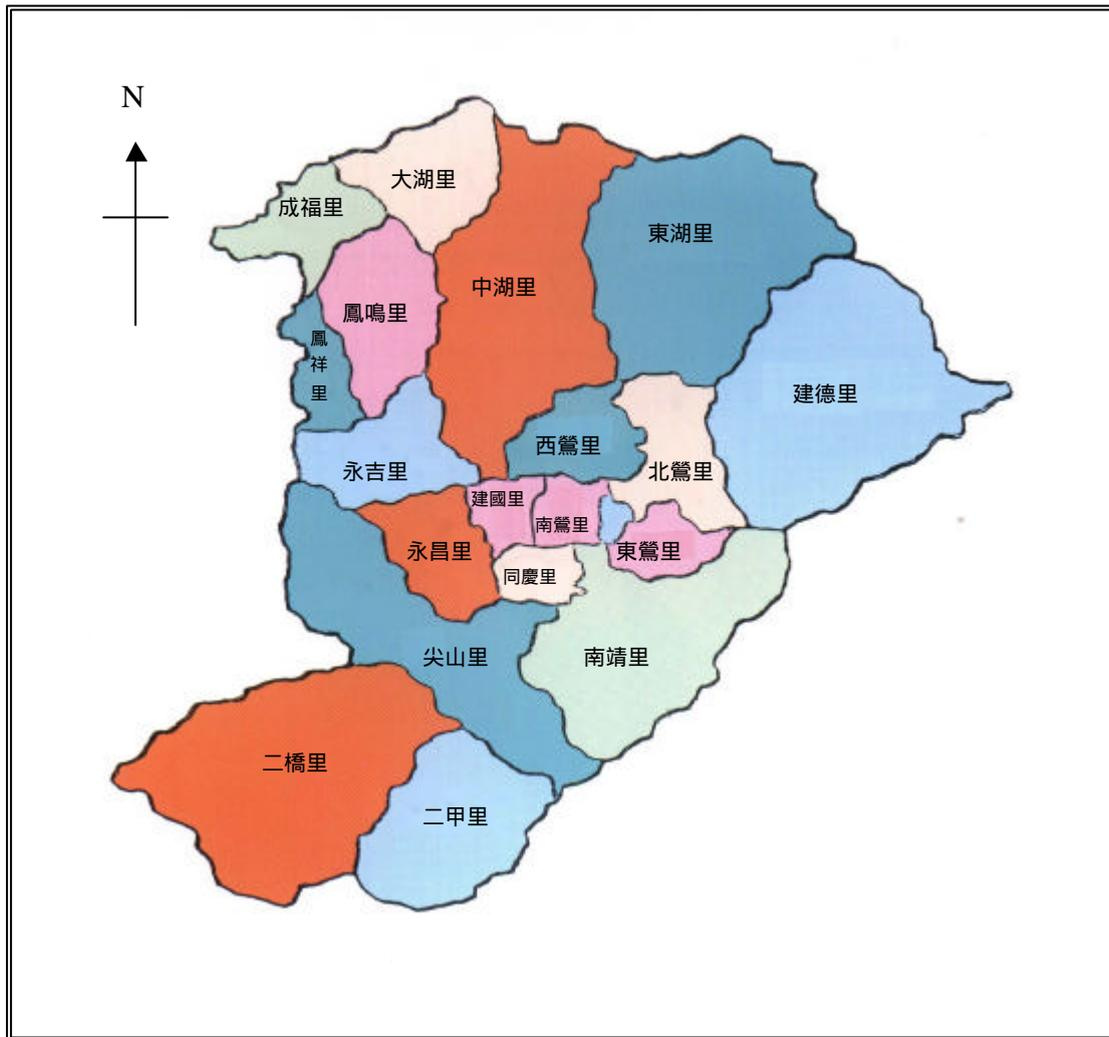 N
大湖里
成福里
東湖里
中湖里
鳳鳴里
鳳祥里
建德里
西鶯里
永吉里
北鶯里
建國里
南鶯里
永昌里
東鶯里
同慶里
尖山里
南靖里
二橋里
二甲里